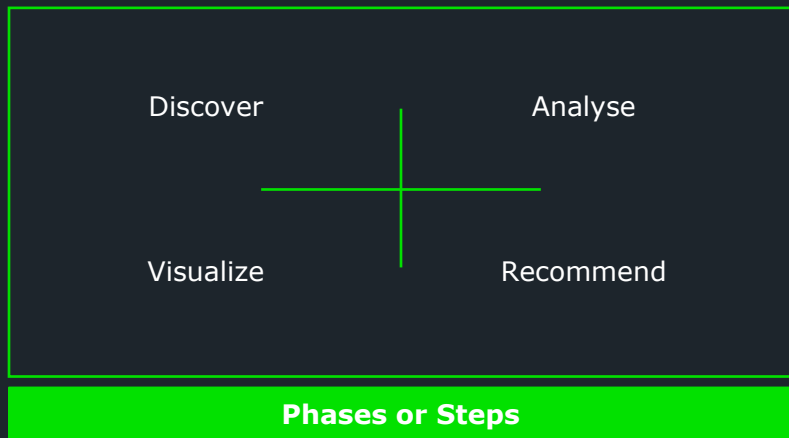 Discover
Analyse
Visualize
Recommend
Phases or Steps